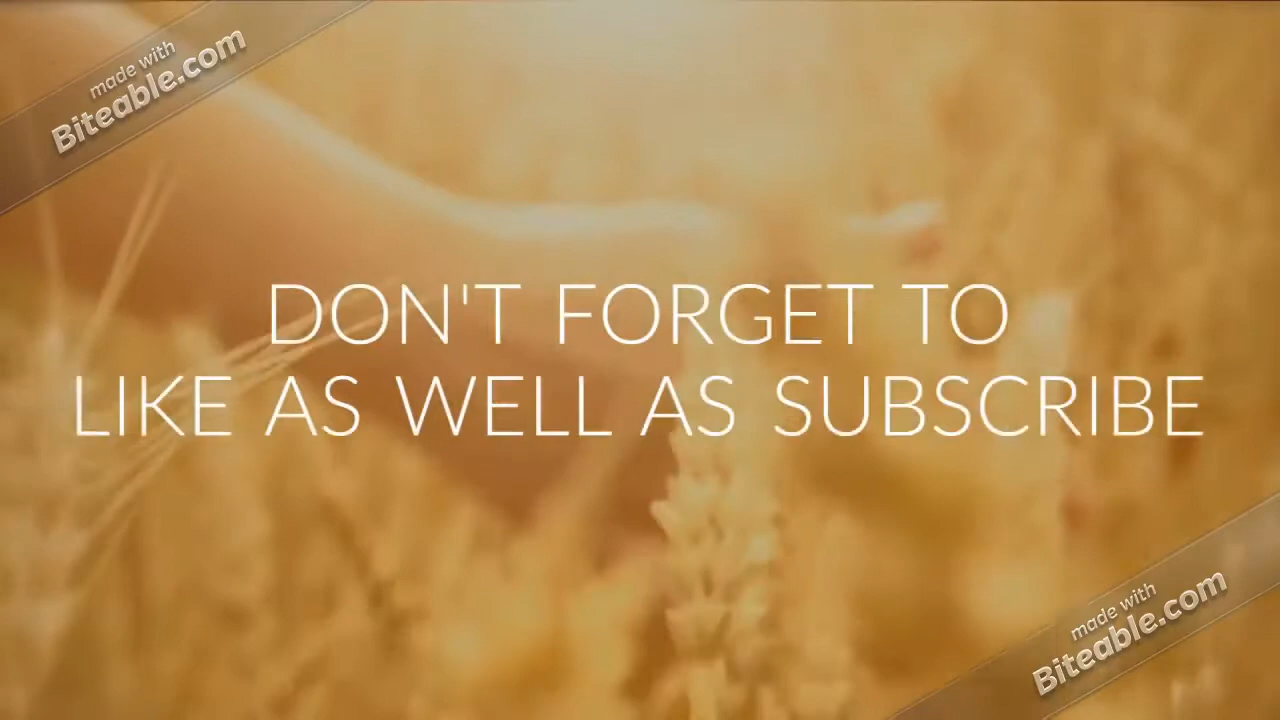 made with
Biteable.com
DON'T FORGET TO
LIKE AS WELL AS SUBSCRIBE
made with
Biteable.com